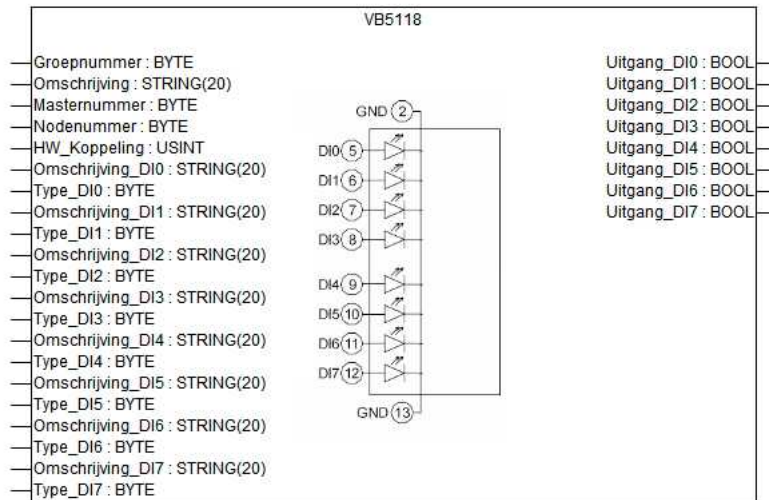 VB5118
Groepnummer : BYTE
Omschrijving : STRING(20)
Masternummer : BYTE
Nodenummer : BYTE
HW_Koppeling : USINT
Omschrijving_DI0 : STRING(20)
Type_DI0 : BYTE
Omschrijving_DI1 : STRING(20)
Type_DI1 : BYTE
Omschrijving_DI2 : STRING(20)
Type_DI2 : BYTE
Omschrijving_DI3 : STRING(20)
Type_DI3 : BYTE
Omschrijving_DI4 : STRING(20)
Type_DI4 : BYTE
Omschrijving_DI5 : STRING(20)
Type_DI5 : BYTE
Omschrijving_DI6 : STRING(20)
Type_DI6 : BYTE
Omschrijving_DI7 : STRING(20)
Type_DI7 : BYTE
GND 2
DI0 5
DI1 6
DI2 7
DI3 8
DI4 9
DI5 10
DI6 11
DI7 12
GND 13
Uitgang_DI0 : BOOL
Uitgang_DI1 : BOOL
Uitgang_DI2 : BOOL
Uitgang_DI3 : BOOL
Uitgang_DI4 : BOOL
Uitgang_DI5 : BOOL
Uitgang_DI6 : BOOL
Uitgang_DI7 : BOOL